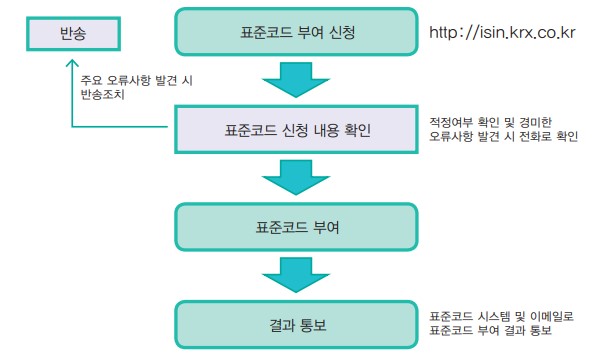 표준코드 부여 신청
http://isin.krx.co.kr
반송
주요 오류사항 발견 시
반송조치
표준코드 신청 내용 확인
적정여부 확인 및 경미한
오류사항 발견 시 전화로 확인
표준코드 부여
결과 통보
표준코드 시스템 및 이메일로
표준코드 부여 결과 통보